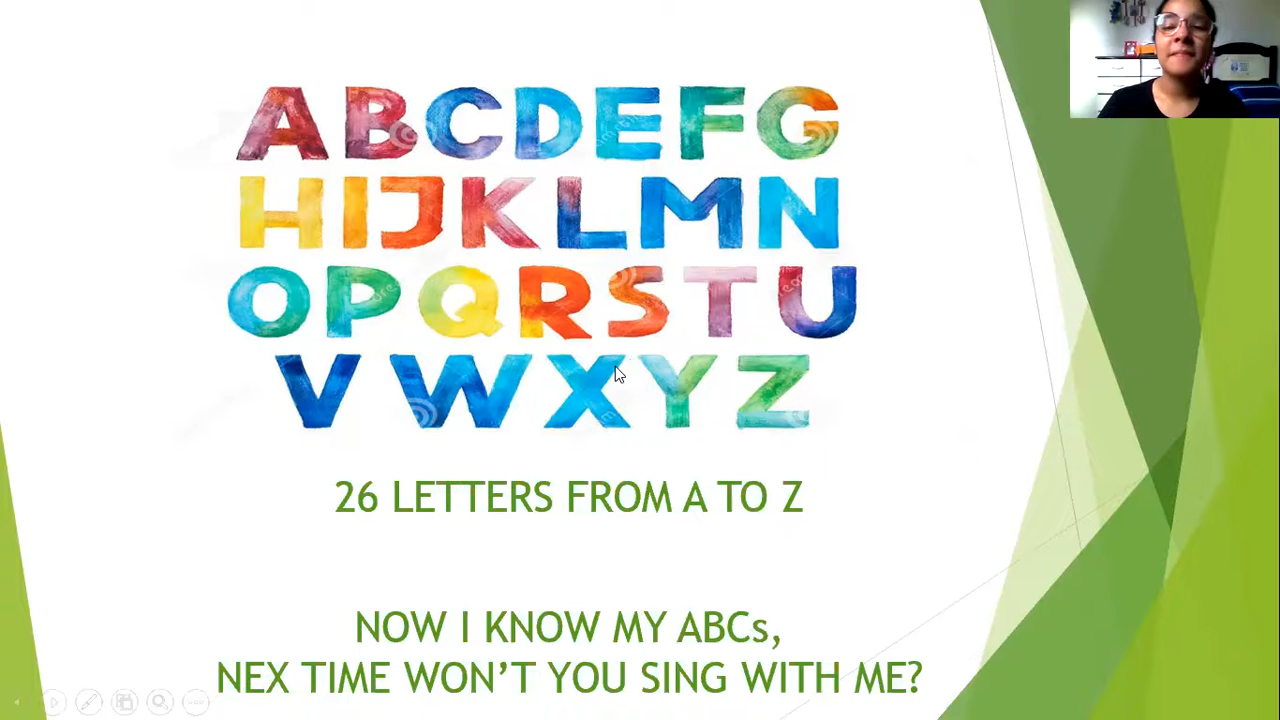 ABCDEFG
HIJKLMN
OPQRSTU
VWXYZ
26 LETTERS FROM A TO Z
NOW I KNOW MY ABCs,
NEX TIME WON’T YOU SING WITH ME?